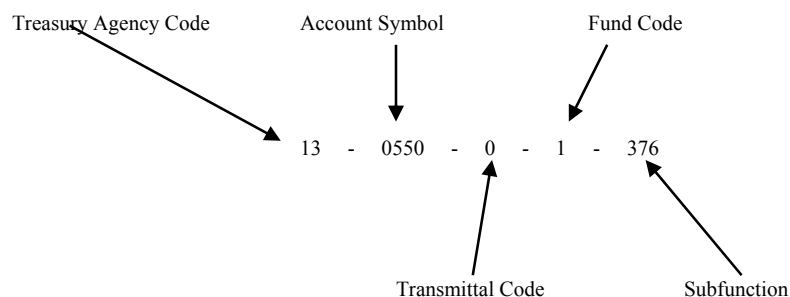 Treasury Agency Code Account Symbol Fund Code
13 - 0550 - 0 - 1 - 376
Transmittal Code Subfunction